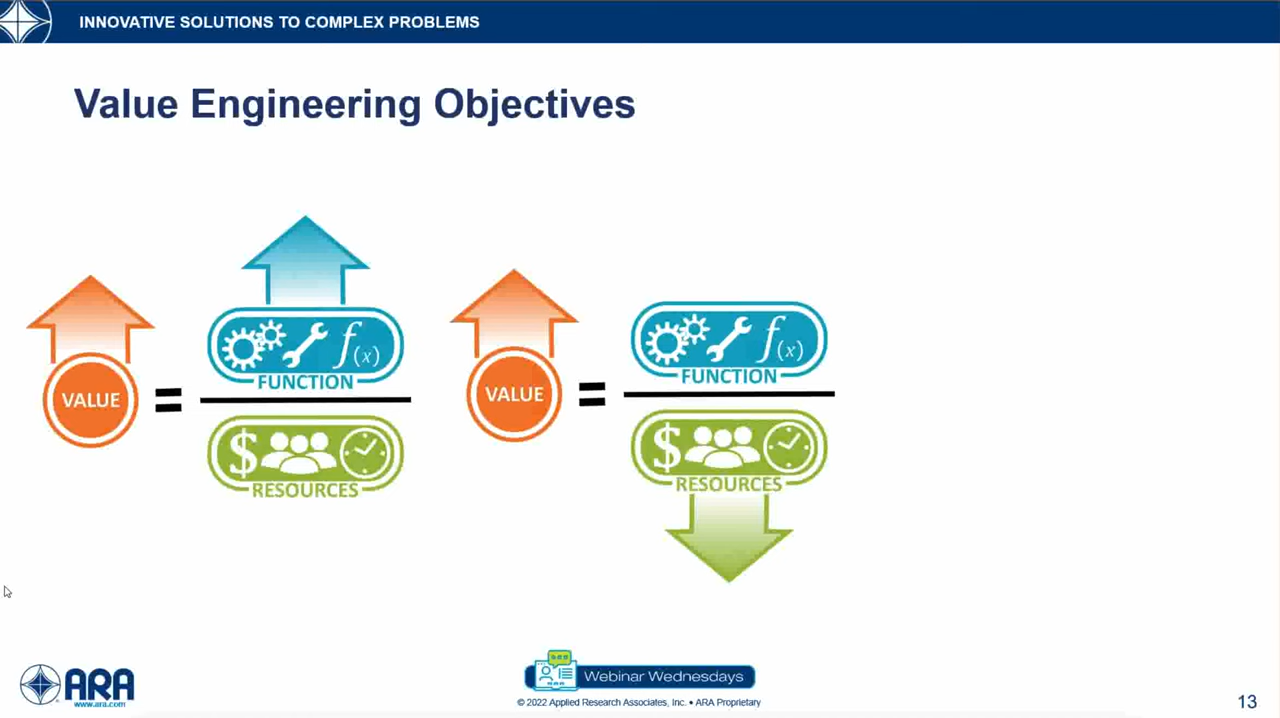 INNOVATIVE SOLUTIONS TO COMPLEX PROBLEMS
Value Engineering Objectives
VALUE
=
f(x)
FUNCTION
$
RESOURCES
VALUE
=
f(x)
FUNCTION
$
RESOURCES
ARA
www.ara.com
Webinar Wednesdays
© 2022 Applied Research Associates, Inc. • ARA Proprietary
13